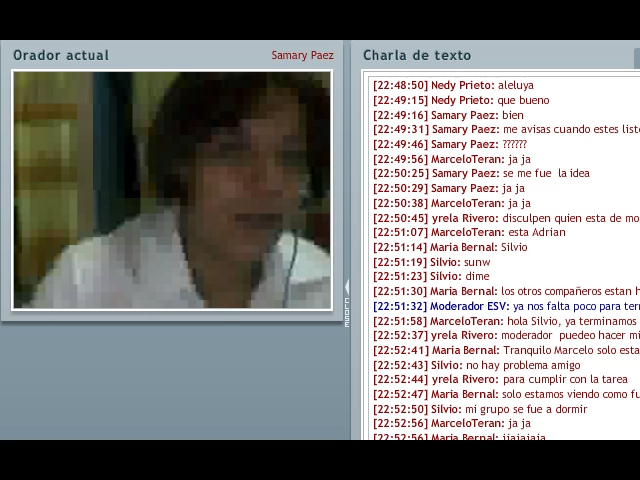 Orador actual
Samary Paez
Charla de texto
[22:48:50] Nedy Prieto: aleluya
[22:49:15] Nedy Prieto: que bueno
[22:49:16] Samary Paez: bien
[22:49:31] Samary Paez: me avisas cuando estes list
[22:49:46] Samary Paez: ??????
[22:49:56] MarceloTeran: ja ja
[22:50:25] Samary Paez: se me fue la idea
[22:50:29] Samary Paez: ja ja
[22:50:38] MarceloTeran: ja ja
[22:50:45] yrela Rivero: disculpen quien esta de mo
[22:51:07] MarceloTeran: esta Adrian
[22:51:14] Maria Bernal: Silvio
[22:51:19] Silvio: sunw
[22:51:23] Silvio: dime
[22:51:30] Maria Bernal: los otros compañeros estan h
[22:51:32] Moderador ESV: ya nos falta poco para terr
[22:51:58] MarceloTeran: hola Silvio, ya terminamos
[22:52:37] yrela Rivero: moderador puedeo hacer mi
[22:52:41] Maria Bernal: Tranquilo Marcelo solo esta
[22:52:43] Silvio: no hay problema amigo
[22:52:44] yrela Rivero: para cumplir con la tarea
[22:52:47] Maria Bernal: solo estamos viendo como fu
[22:52:50] Silvio: mi grupo se fue a dormir
[22:52:56] MarceloTeran: ja ja
[22:52:56] Maria Bernal: jijajajaja
CLOSE